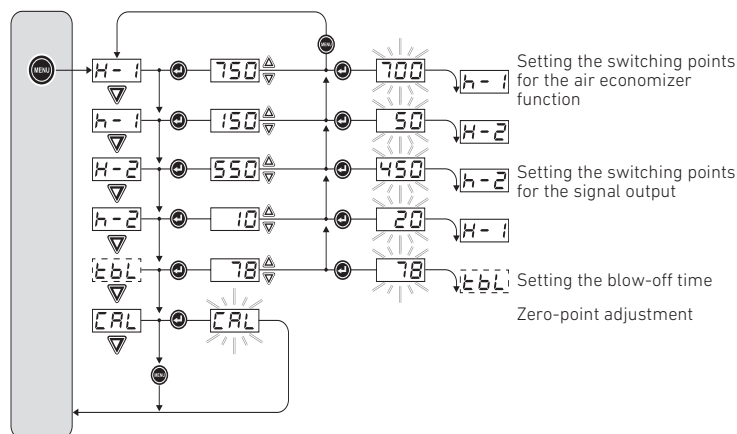 MENU
MENU H-1 750 700 h-1 Setting the switching points
for the air economizer
function
h-1 150 50 H-2
H-2 550 450 h-2 Setting the switching points
for the signal output
h-2 10 20 H-1
tbL 78 78 tbL Setting the blow-off time
CAL CAL Zero-point adjustment
MENU